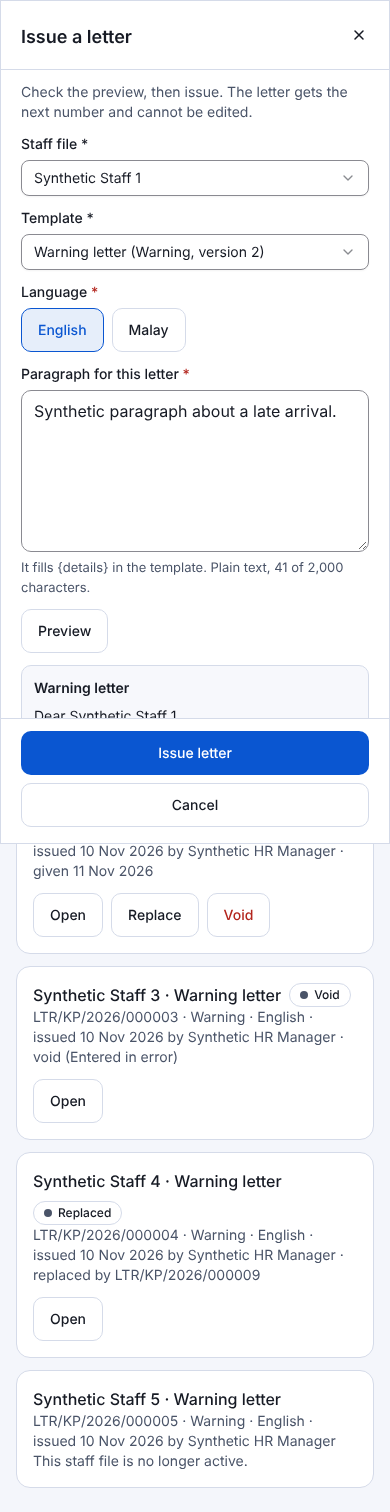 Issue a letter
Check the preview, then issue. The letter gets the
next number and cannot be edited.
Staff file *
Synthetic Staff 1
Template *
Warning letter (Warning, version 2)
Language *
English
Malay
Paragraph for this letter *
Synthetic paragraph about a late arrival.
It fills {details} in the template. Plain text, 41 of 2,000
characters.
Preview
Warning letter
Dear Synthetic Staff 1
Issue letter
Cancel
issued 10 Nov 2026 by Synthetic HR Manager ·
given 11 Nov 2026
Open
Replace
Void
Synthetic Staff 3 · Warning letter
Void
LTR/KP/2026/000003 · Warning · English ·
issued 10 Nov 2026 by Synthetic HR Manager ·
void (Entered in error)
Open
Synthetic Staff 4 · Warning letter
Replaced
LTR/KP/2026/000004 · Warning · English ·
issued 10 Nov 2026 by Synthetic HR Manager ·
replaced by LTR/KP/2026/000009
Open
Synthetic Staff 5 · Warning letter
LTR/KP/2026/000005 · Warning · English ·
issued 10 Nov 2026 by Synthetic HR Manager
This staff file is no longer active.